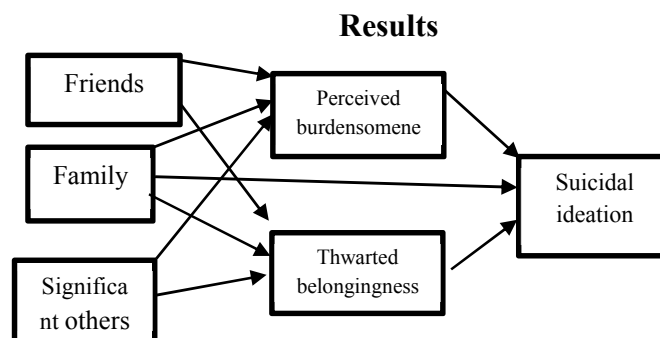 Results
Friends
Perceived
burdensomene
Family
Suicidal
ideation
Thwarted
belongingness
Significa
nt others